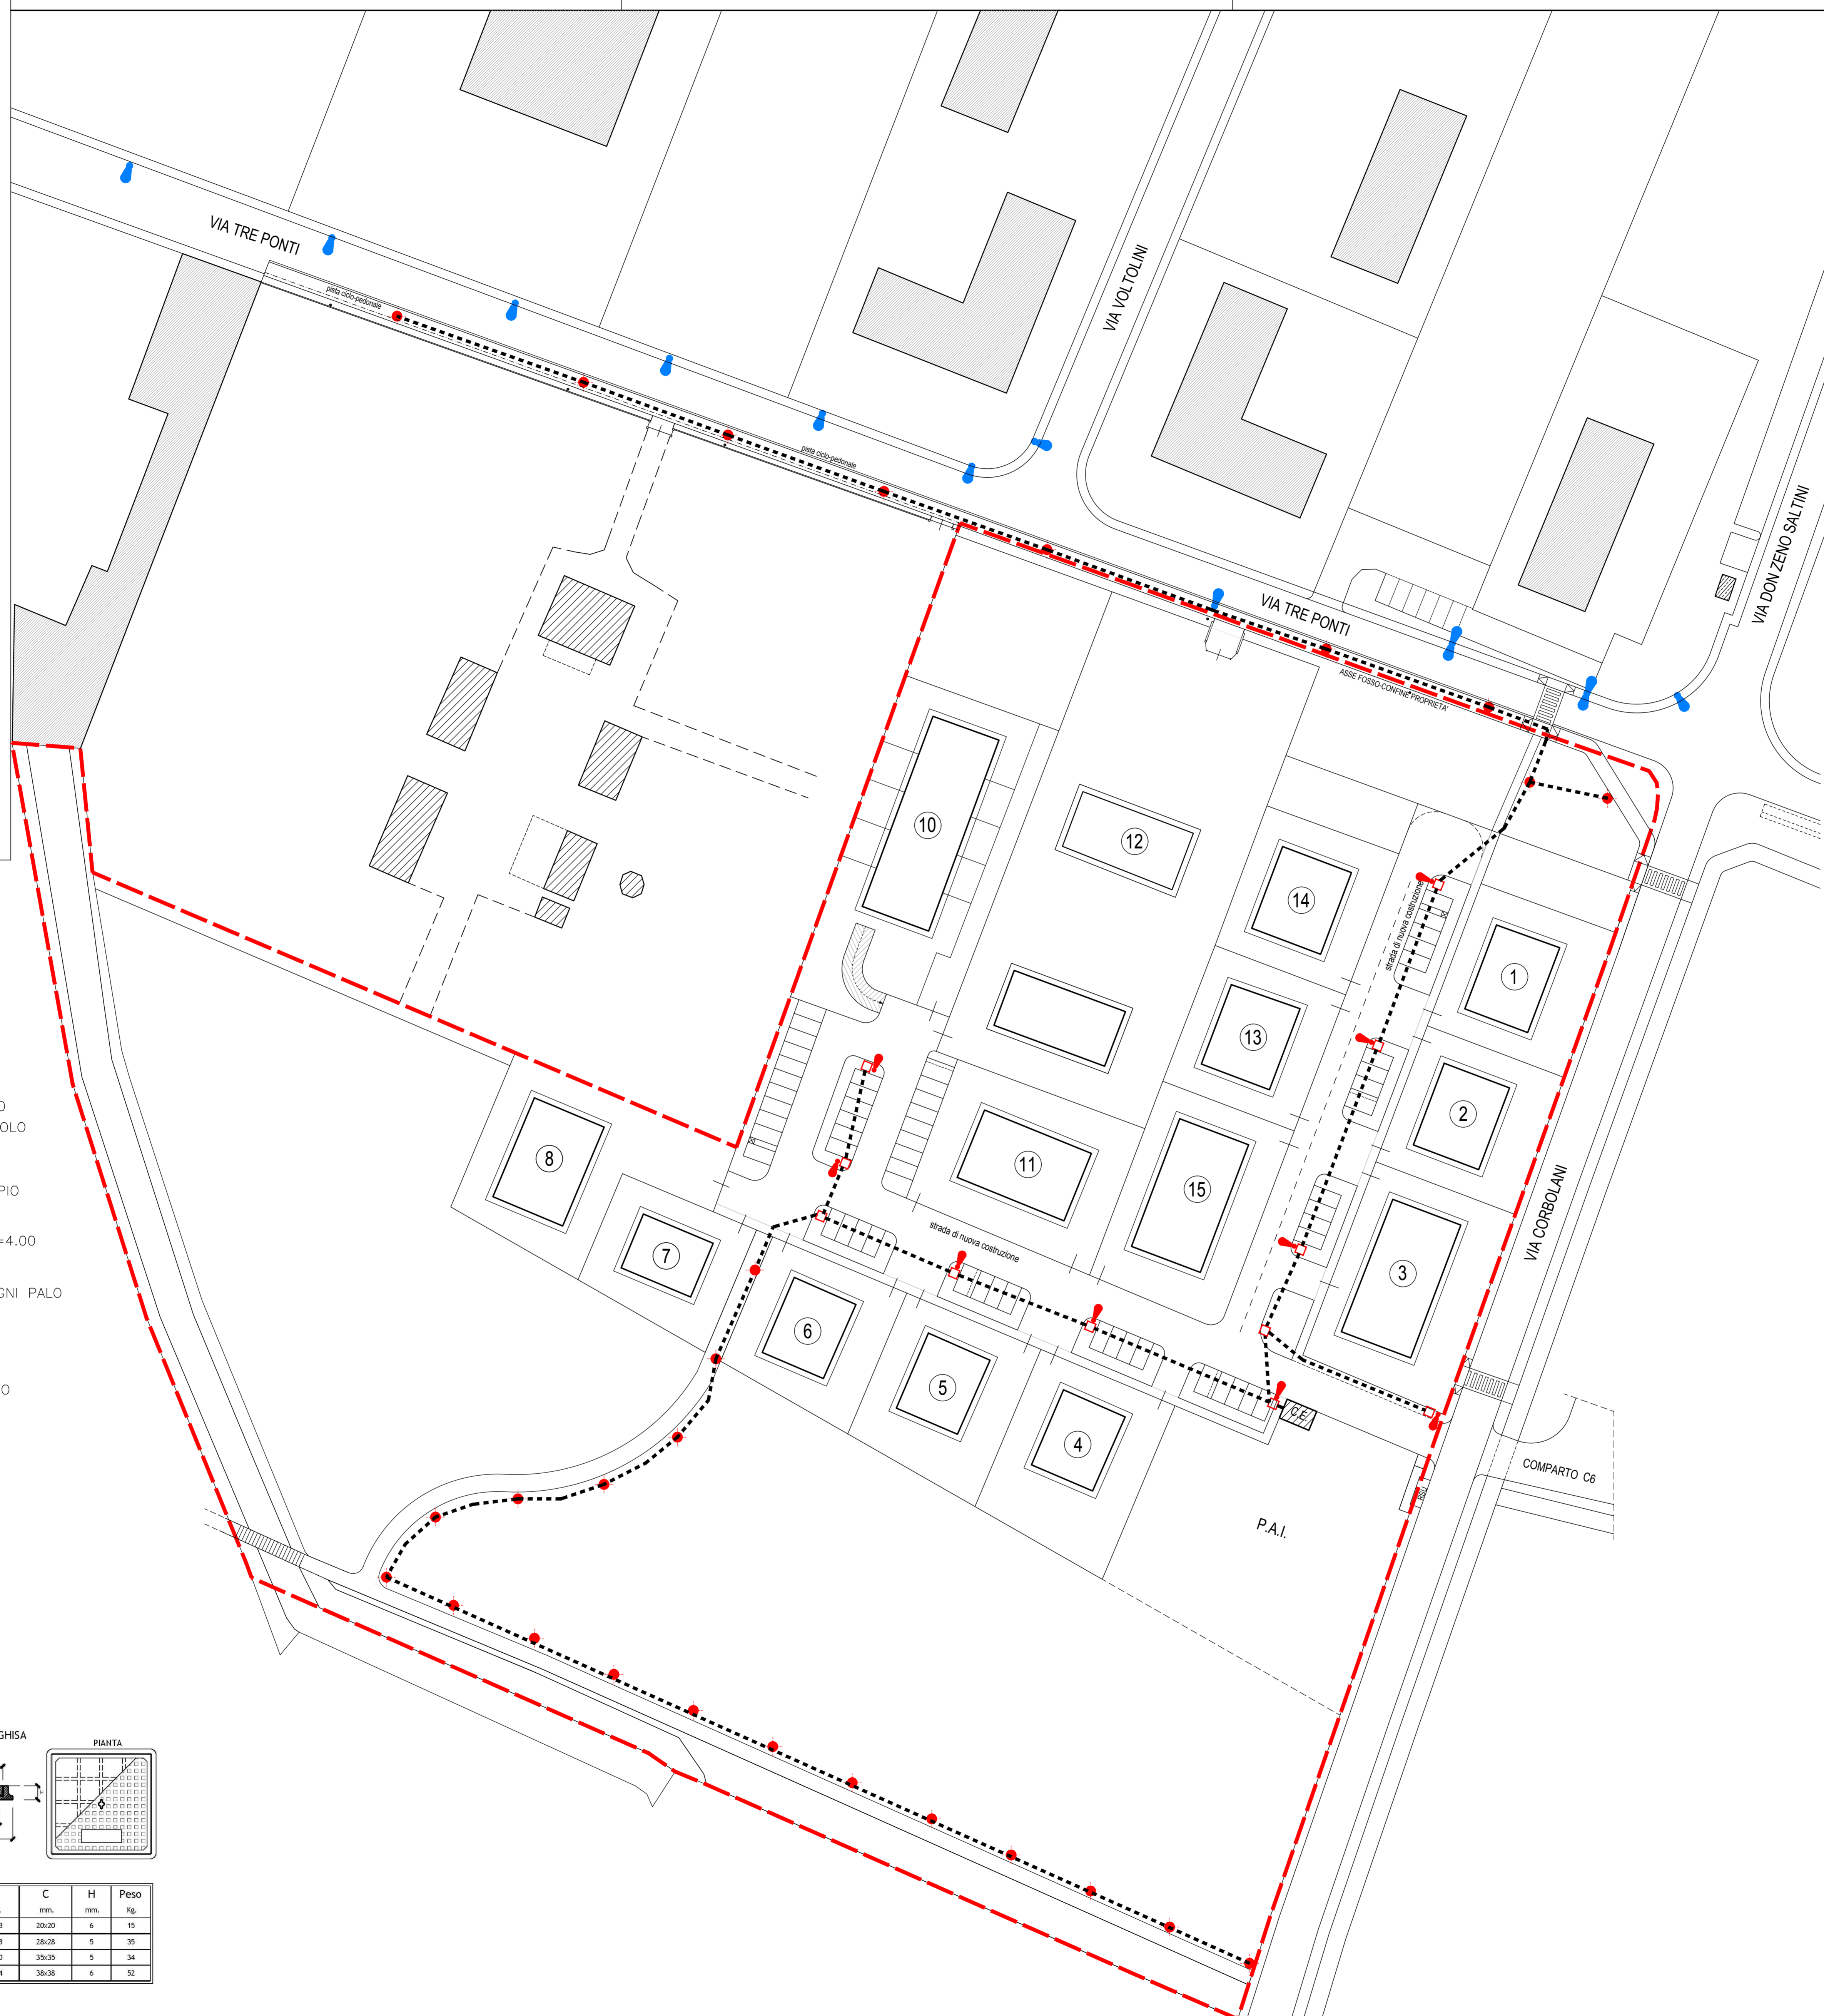 VIA TRE PONTI
pista ciclo-pedonale
VIA VOLTOLINI
pista ciclo-pedonale
VIA DON ZENO SALTINI
VIA TRE PONTI
ASSE FOSSO-CONFINE PROPRIETA'
10
12
14
strada di nuova costruzione
1
13
2
8
11
15
7
strada di nuova costruzione
3
VIA CORBOLANI
6
5
4
C.E.
COMPARTO C6
RSU
P.A.I.
OLO
PIO
=4.00
GNI PALO
TO
GHISA
PIANTA
H
C H Peso
mm. mm. Kg.
20x20 6 15
28x28 5 35
35x35 5 34
38x38 6 52